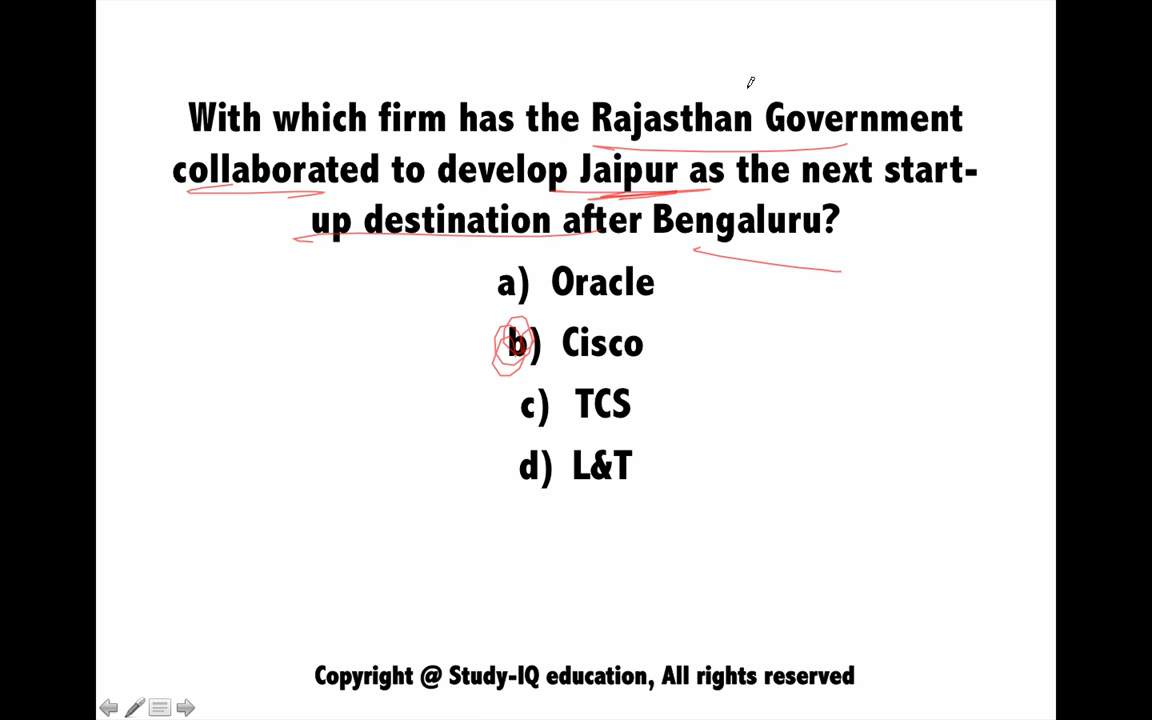 With which firm has the Rajasthan Government
collaborated to develop Jaipur as the next start-
up destination after Bengaluru?
a) Oracle
b) Cisco
c) TCS
d) L&T
Copyright @ Study-IQ education, All rights reserved